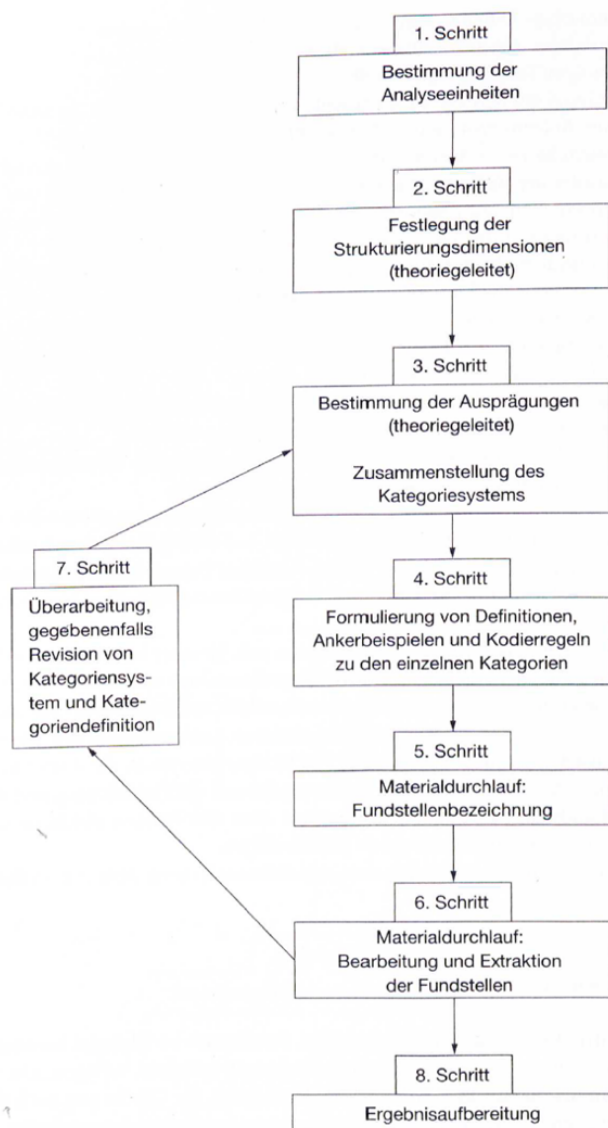 1. Schritt
Bestimmung der
Analyseeinheiten
2. Schritt
Festlegung der
Strukturierungsdimensionen
(theoriegeleitet)
3. Schritt
Bestimmung der Ausprägungen
(theoriegeleitet)
Zusammenstellung des
Kategoriesystems
7. Schritt
Überarbeitung,
gegebenenfalls
Revision von
Kategoriensys-
tem und Kate-
goriendefinition
4. Schritt
Formulierung von Definitionen,
Ankerbeispielen und Kodierregeln
zu den einzelnen Kategorien
5. Schritt
Materialdurchlauf:
Fundstellenbezeichnung
6. Schritt
Materialdurchlauf:
Bearbeitung und Extraktion
der Fundstellen
8. Schritt
Ergebnisaufbereitung